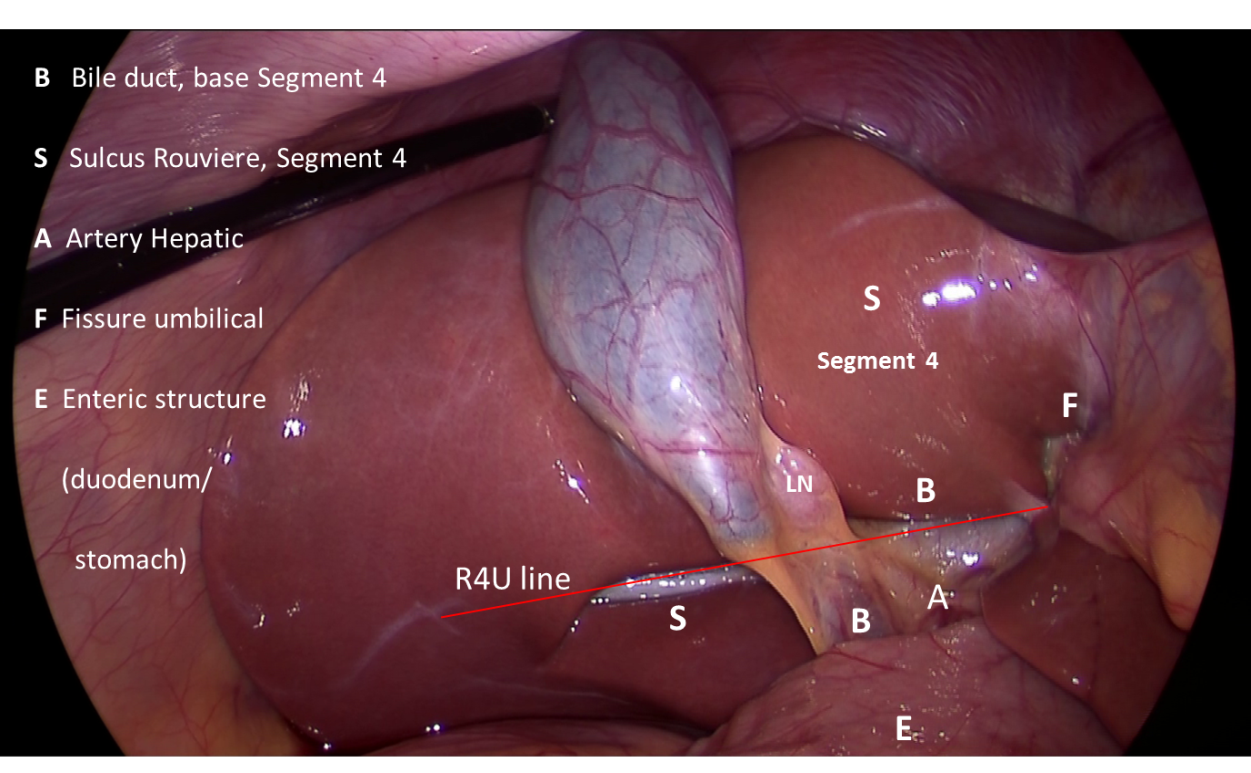 B Bile duct, base Segment 4
S Sulcus Rouviere, Segment 4
A Artery Hepatic
F Fissure umbilical
E Enteric structure
(duodenum/
stomach)
S
Segment 4
F
LN
B
R4U line
A
S
B
E